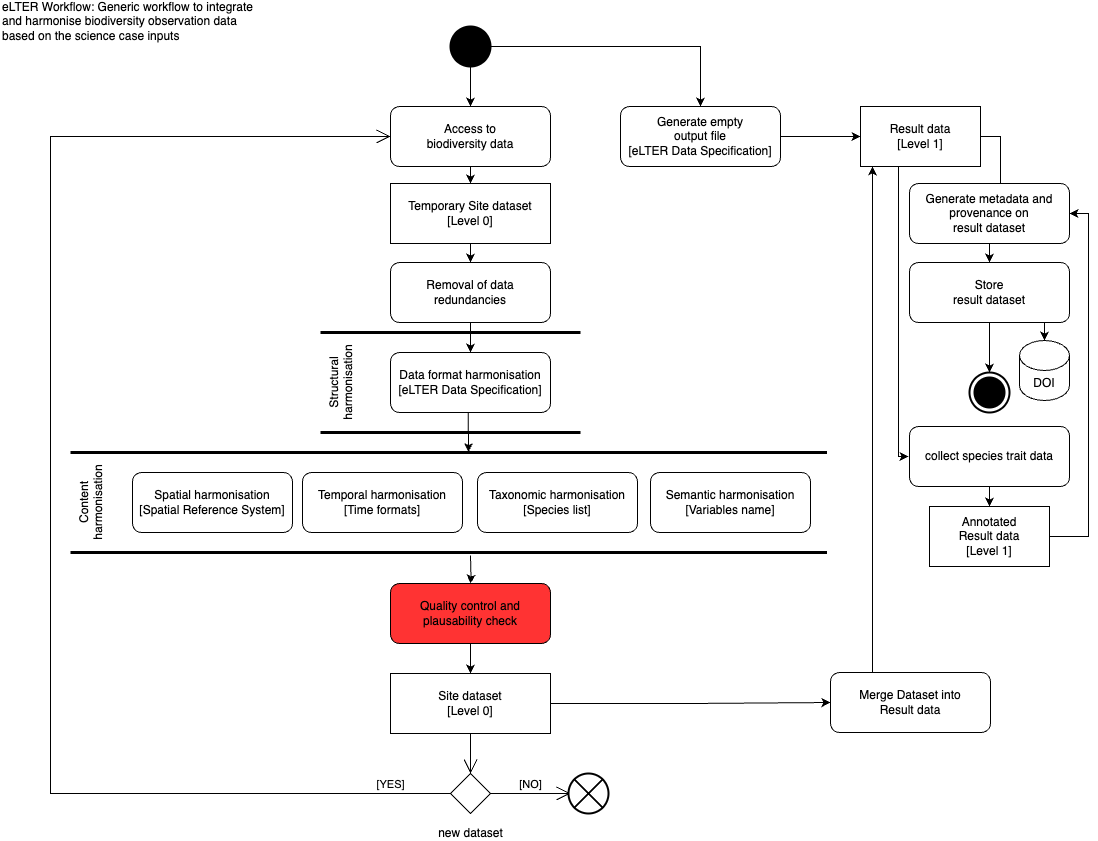 eLTER Workflow: Generic workflow to integrate
and harmonise biodiversity observation data
based on the science case inputs
Access to
biodiversity data
Generate empty
output file
[eLTER Data Specification]
Result data
[Level 1]
Temporary Site dataset
[Level 0]
Generate metadata and
provenance on
result dataset
Removal of data
redundancies
Store
result dataset
DOI
Structural
harmonisation
Data format harmonisation
[eLTER Data Specification]
collect species trait data
Content
harmonisation
Spatial harmonisation
[Spatial Reference System]
Temporal harmonisation
[Time formats]
Taxonomic harmonisation
[Species list]
Semantic harmonisation
[Variables name]
Annotated
Result data
[Level 1]
Quality control and
plausability check
Site dataset
[Level 0]
Merge Dataset into
Result data
[YES]
[NO]
new dataset